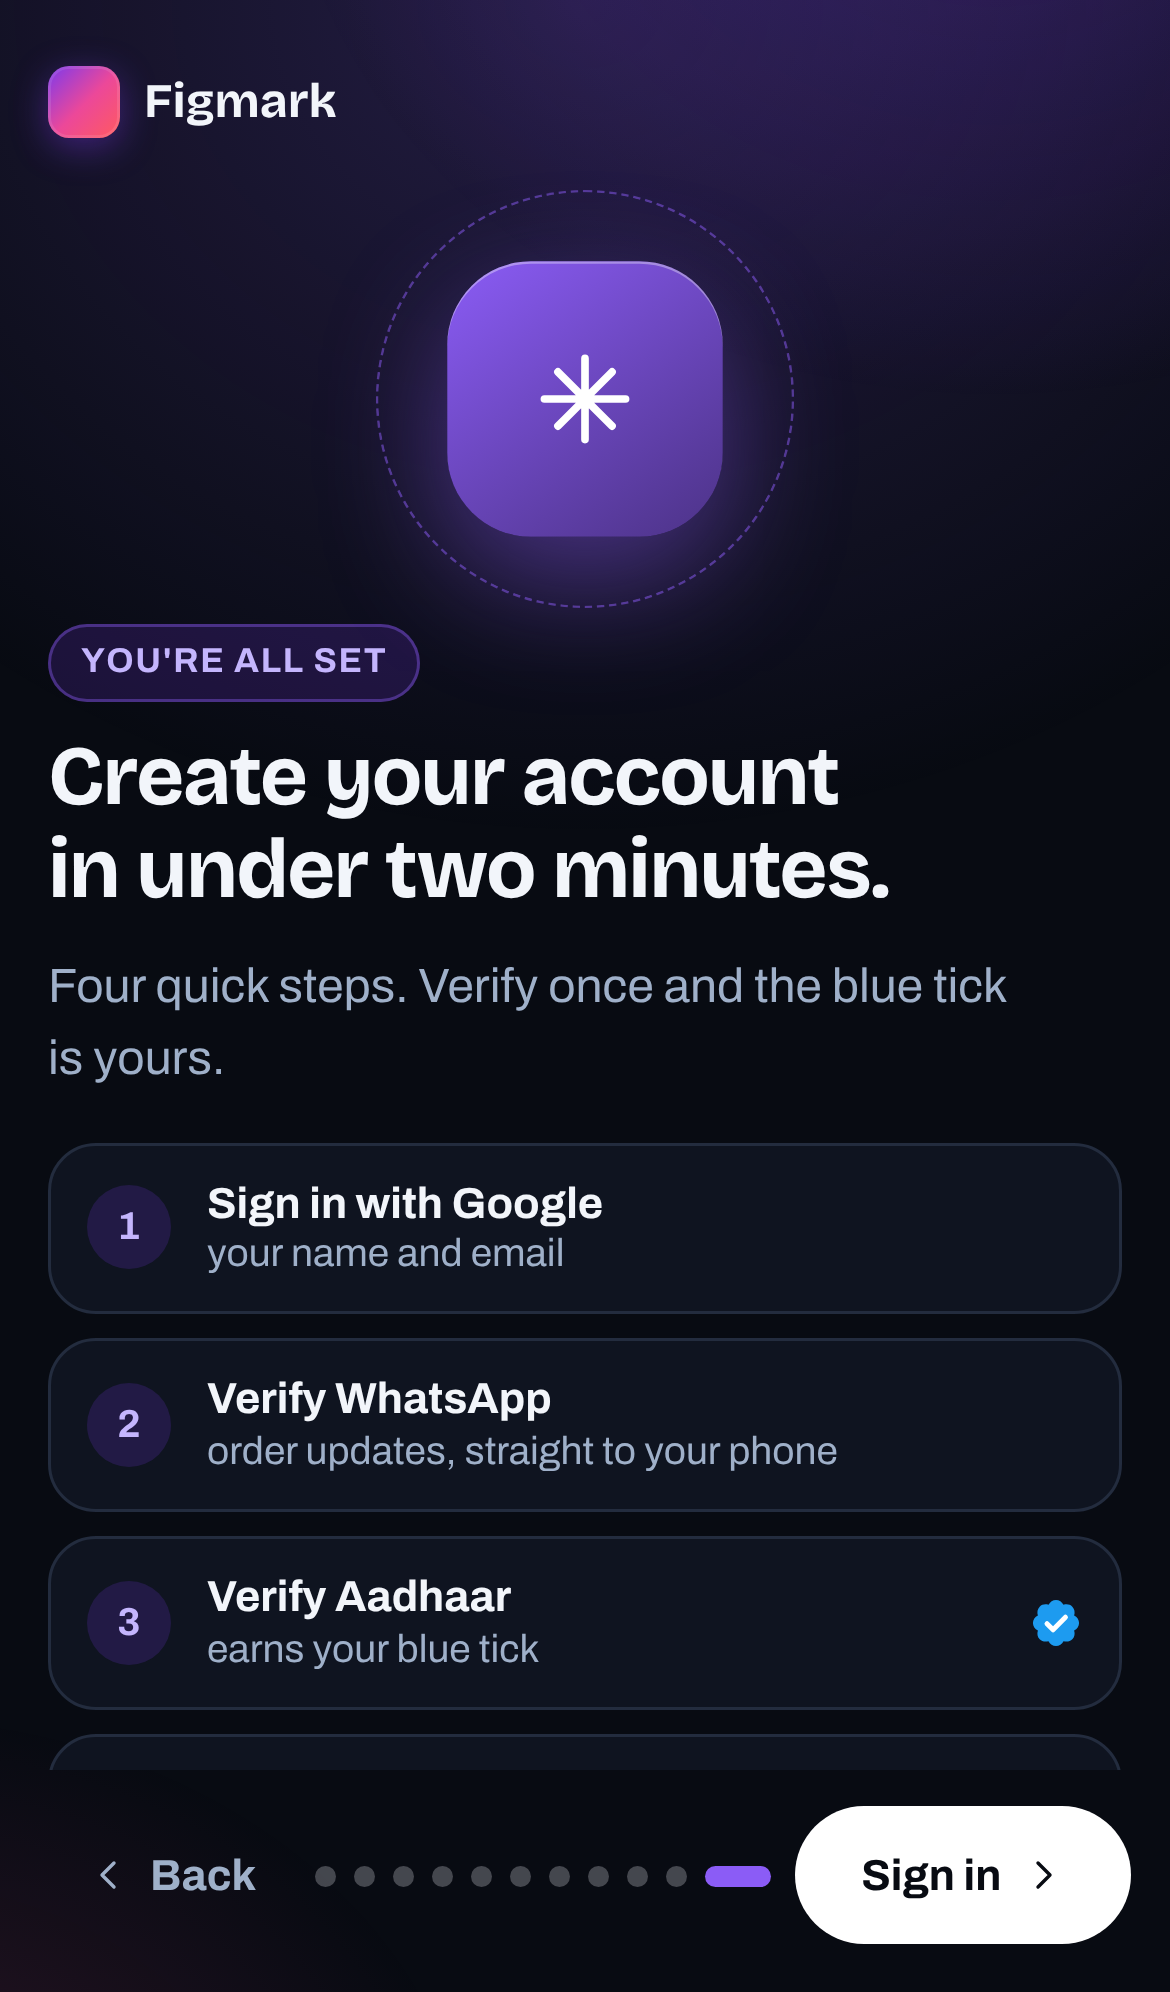 Figmark
YOU'RE ALL SET
Create your account
in under two minutes.
Four quick steps. Verify once and the blue tick
is yours.
1
Sign in with Google
your name and email
2
Verify WhatsApp
order updates, straight to your phone
3
Verify Aadhaar
earns your blue tick
Back
Sign in